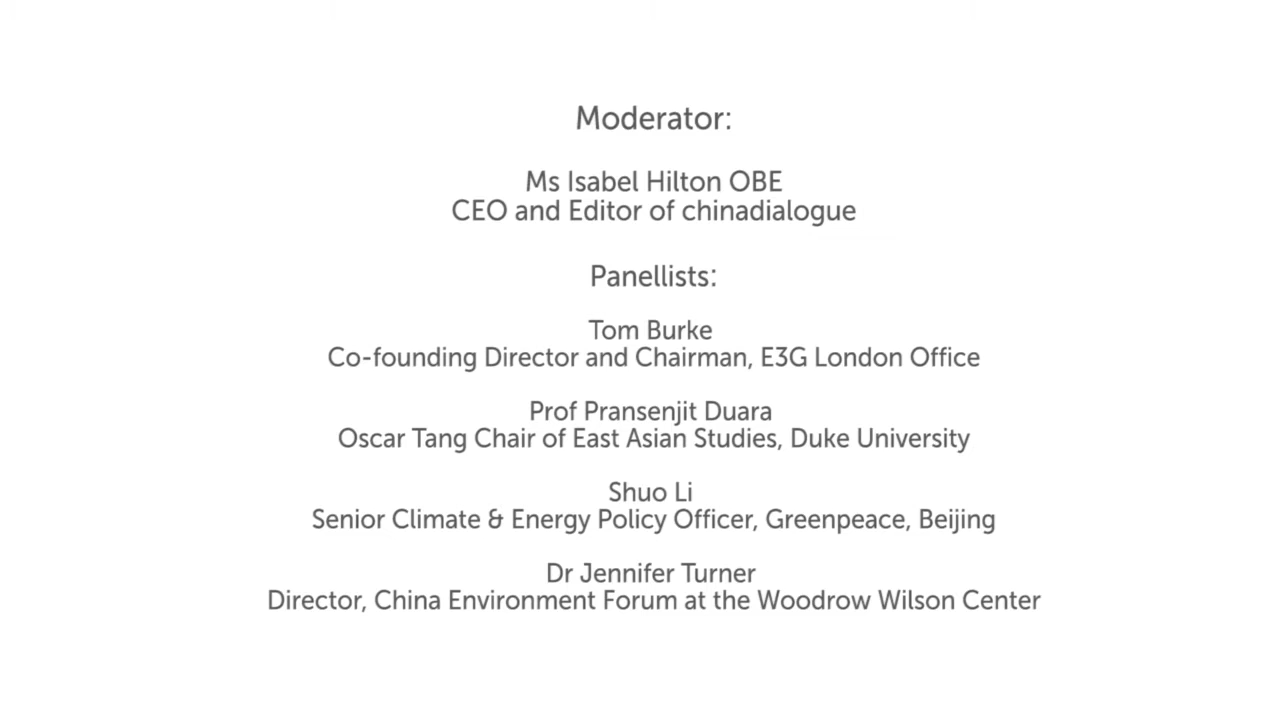 Moderator:
Ms Isabel Hilton OBE
CEO and Editor of chinadialogue
Panellists:
Tom Burke
Co-founding Director and Chairman, E3G London Office
Prof Pransenjit Duara
Oscar Tang Chair of East Asian Studies, Duke University
Shuo Li
Senior Climate & Energy Policy Officer, Greenpeace, Beijing
Dr Jennifer Turner
Director, China Environment Forum at the Woodrow Wilson Center